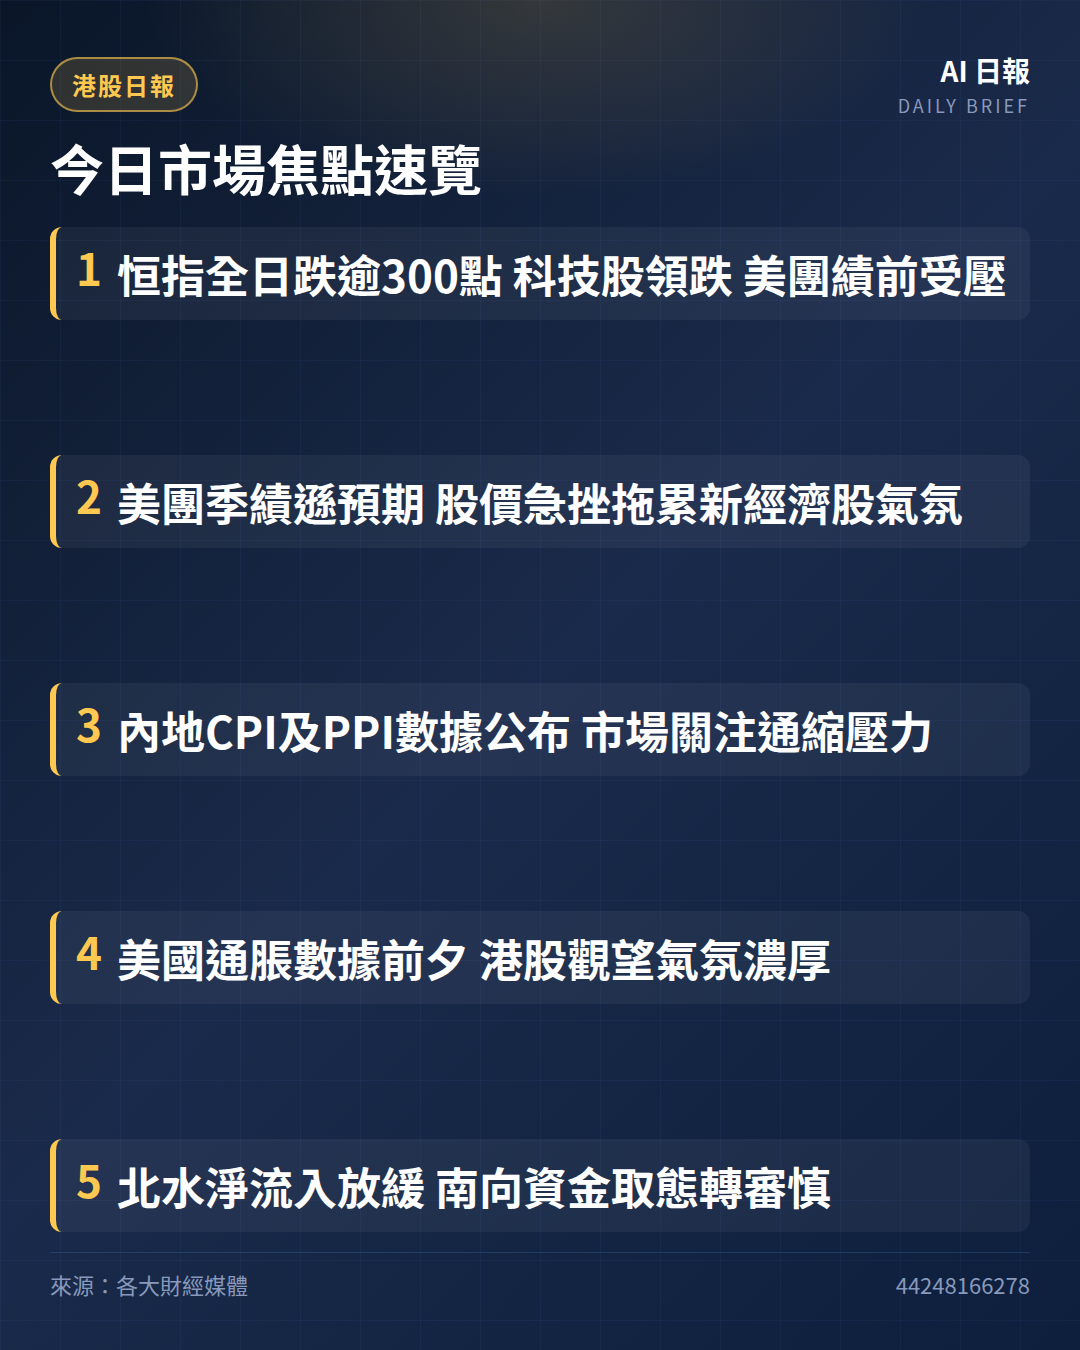 港股日報
AI 日報
DAILY BRIEF
今日市場焦點速覽
1 恒指全日跌逾300點 科技股領跌 美團績前受壓
2 美團季績遜預期 股價急挫拖累新經濟股氣氛
3 內地CPI及PPI數據公布 市場關注通縮壓力
4 美國通脹數據前夕 港股觀望氣氛濃厚
5 北水淨流入放緩 南向資金取態轉審慎
來源：各大財經媒體
44248166278